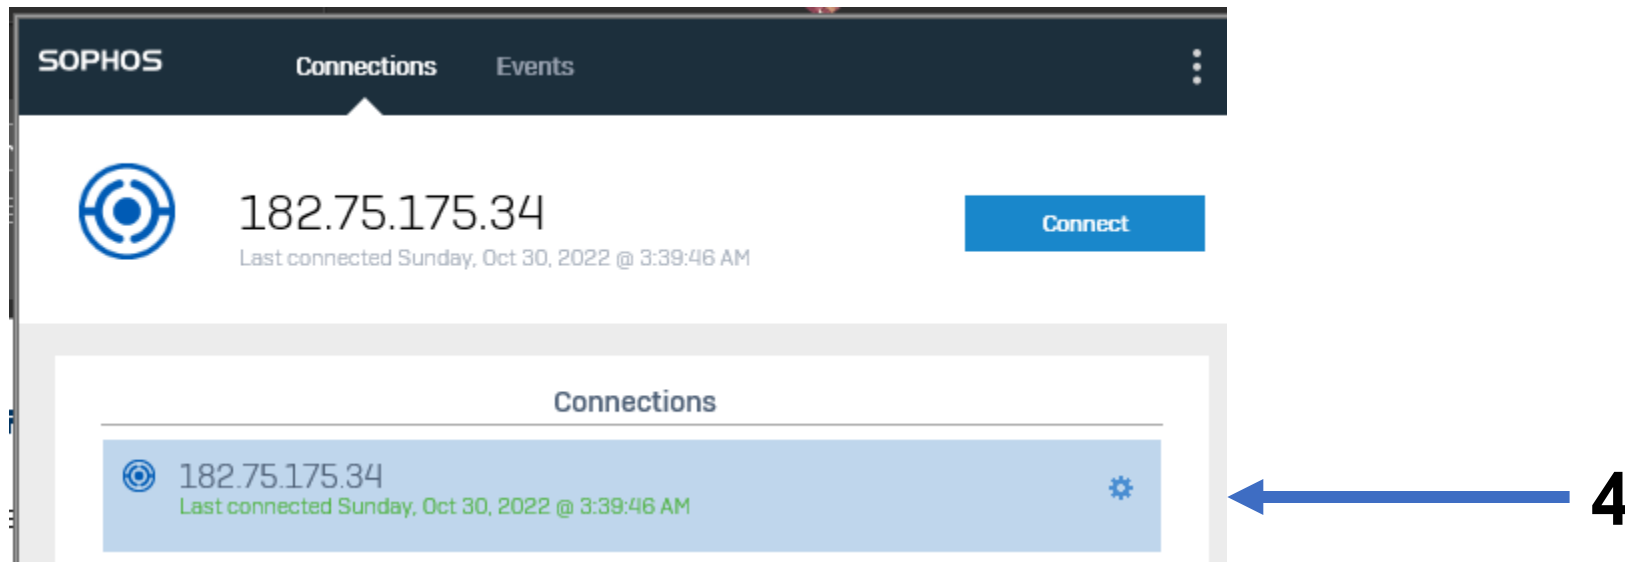 SOPHOS Connections Events
182.75.175.34
Last connected Sunday, Oct 30, 2022 @ 3:39:46 AM
Connect
Connections
182.75.175.34
Last connected Sunday, Oct 30, 2022 @ 3:39:46 AM
4